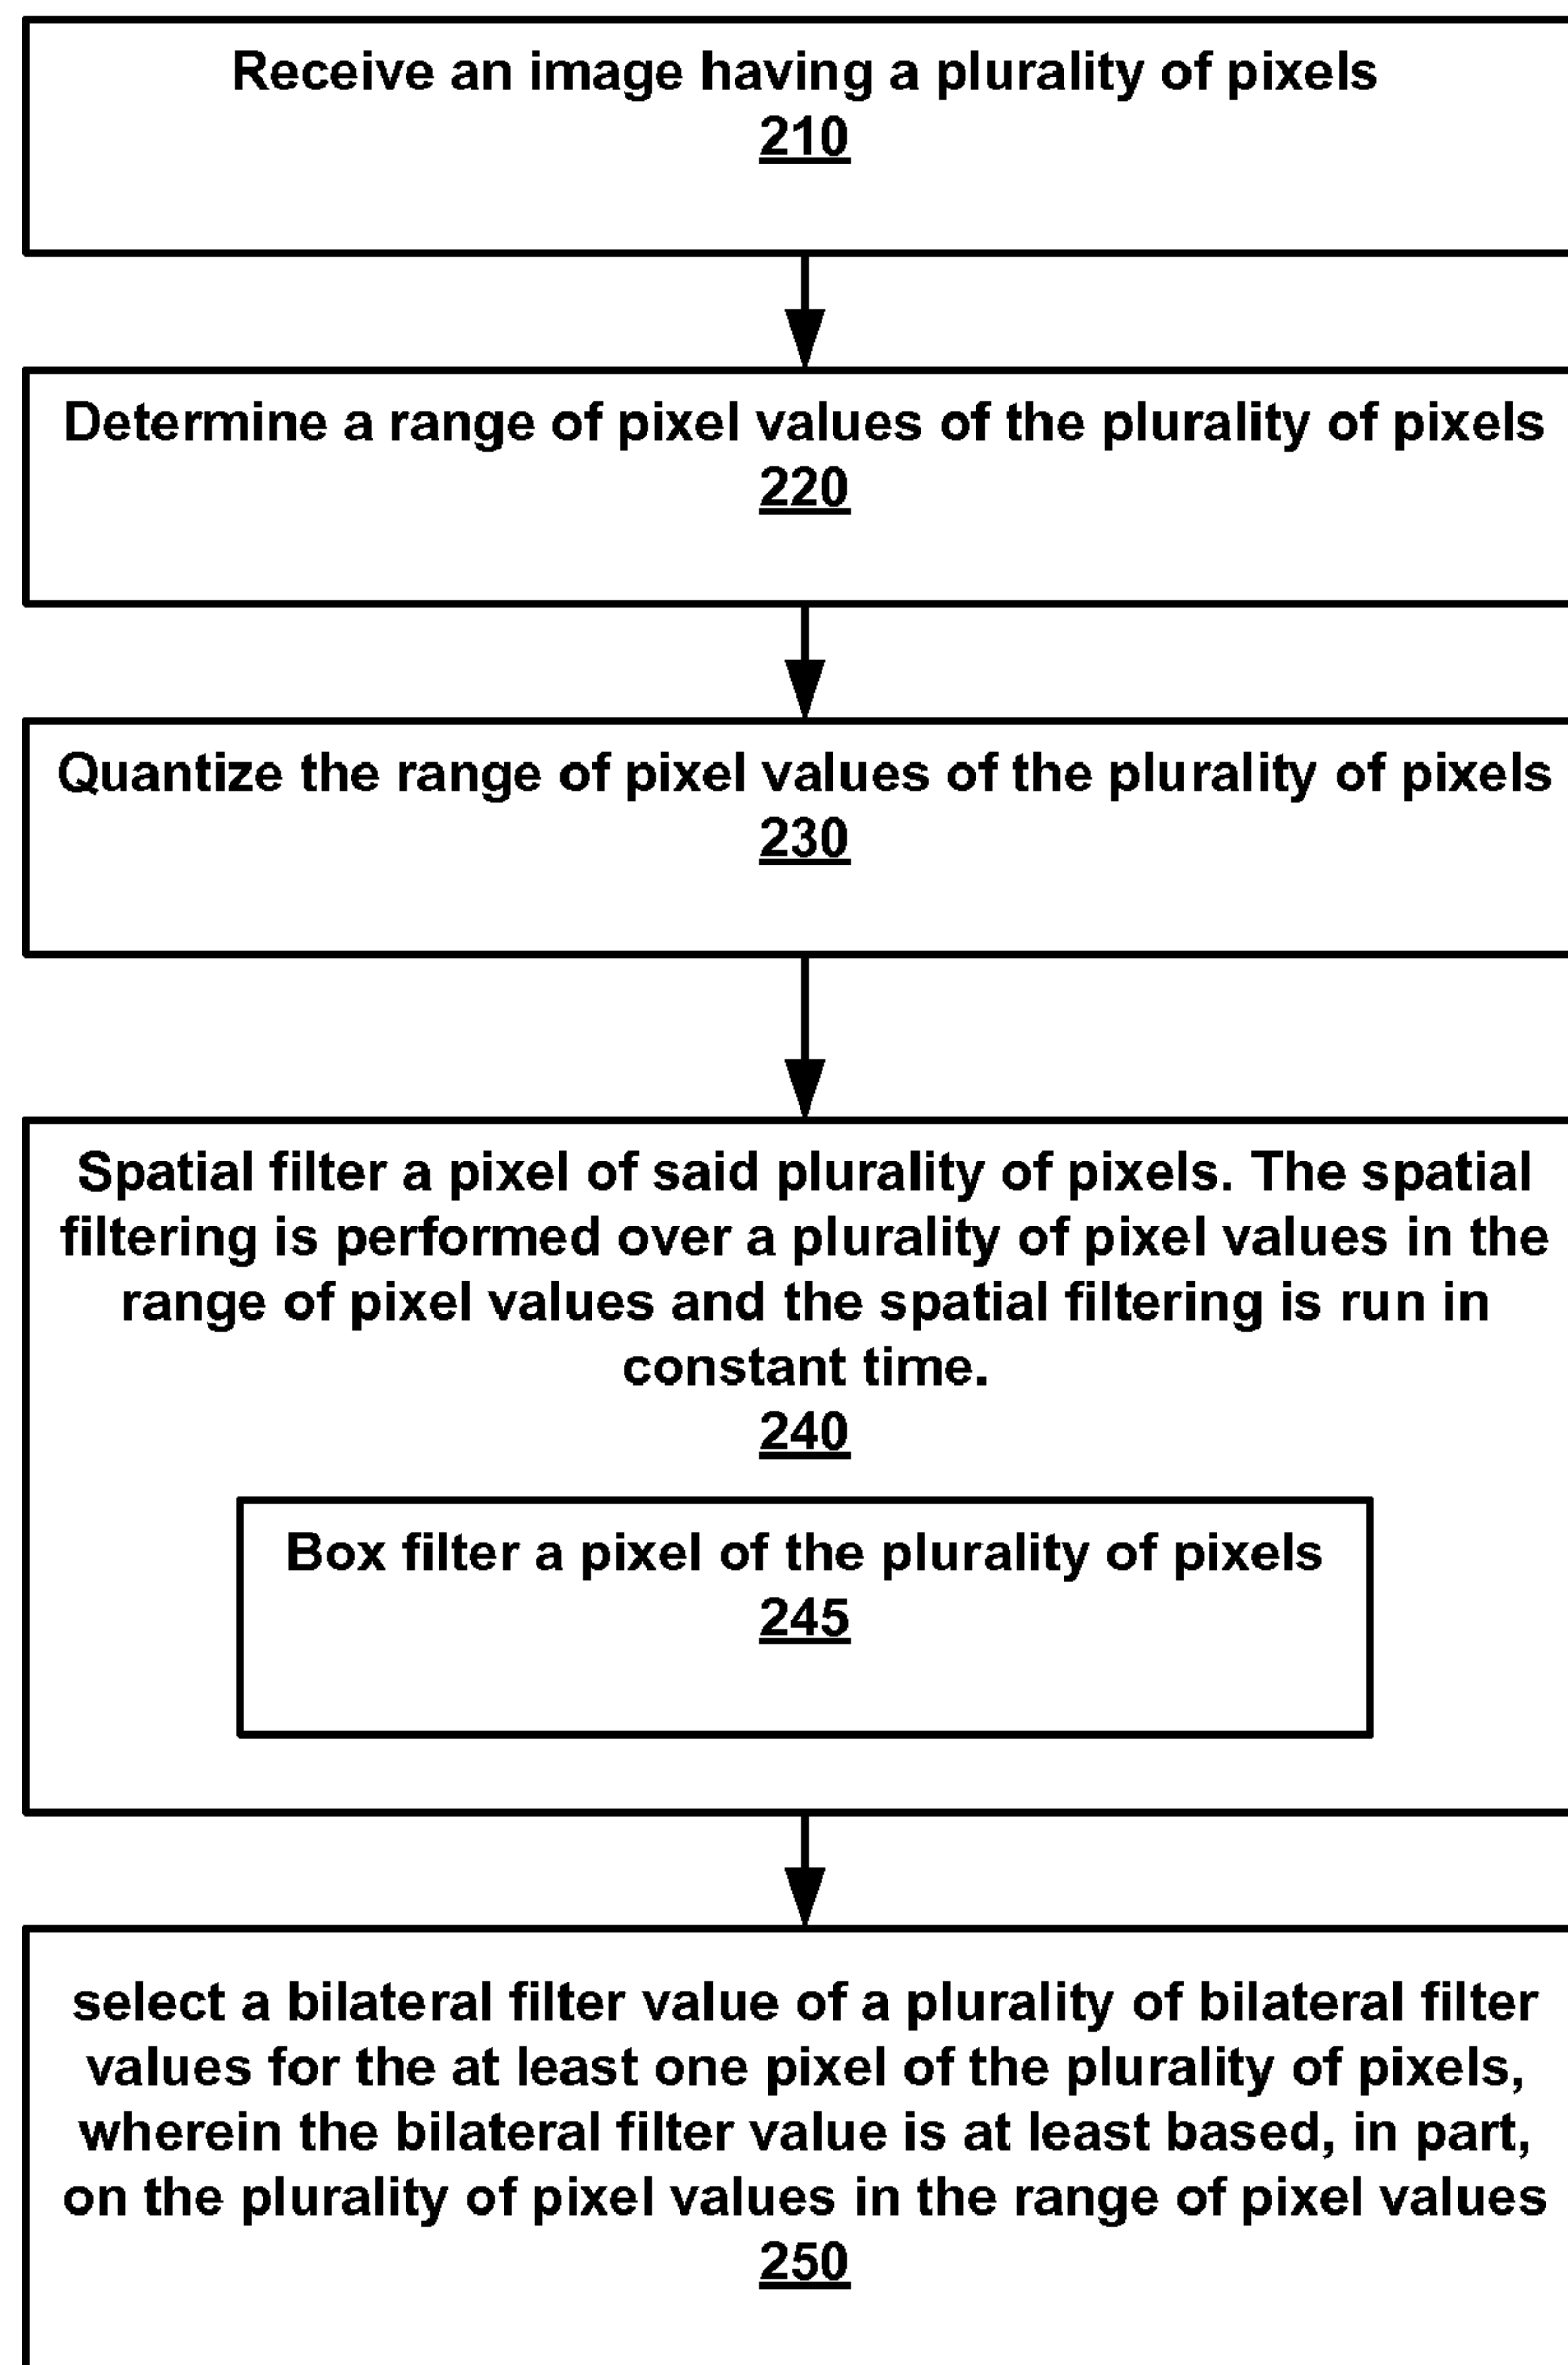 Receive an image having a plurality of pixels
210
Determine a range of pixel values of the plurality of pixels
220
Quantize the range of pixel values of the plurality of pixels
230
Spatial filter a pixel of said plurality of pixels. The spatial
filtering is performed over a plurality of pixel values in the
range of pixel values and the spatial filtering is run in
constant time.
240
Box filter a pixel of the plurality of pixels
245
select a bilateral filter value of a plurality of bilateral filter
values for the at least one pixel of the plurality of pixels,
wherein the bilateral filter value is at least based, in part,
on the plurality of pixel values in the range of pixel values
250